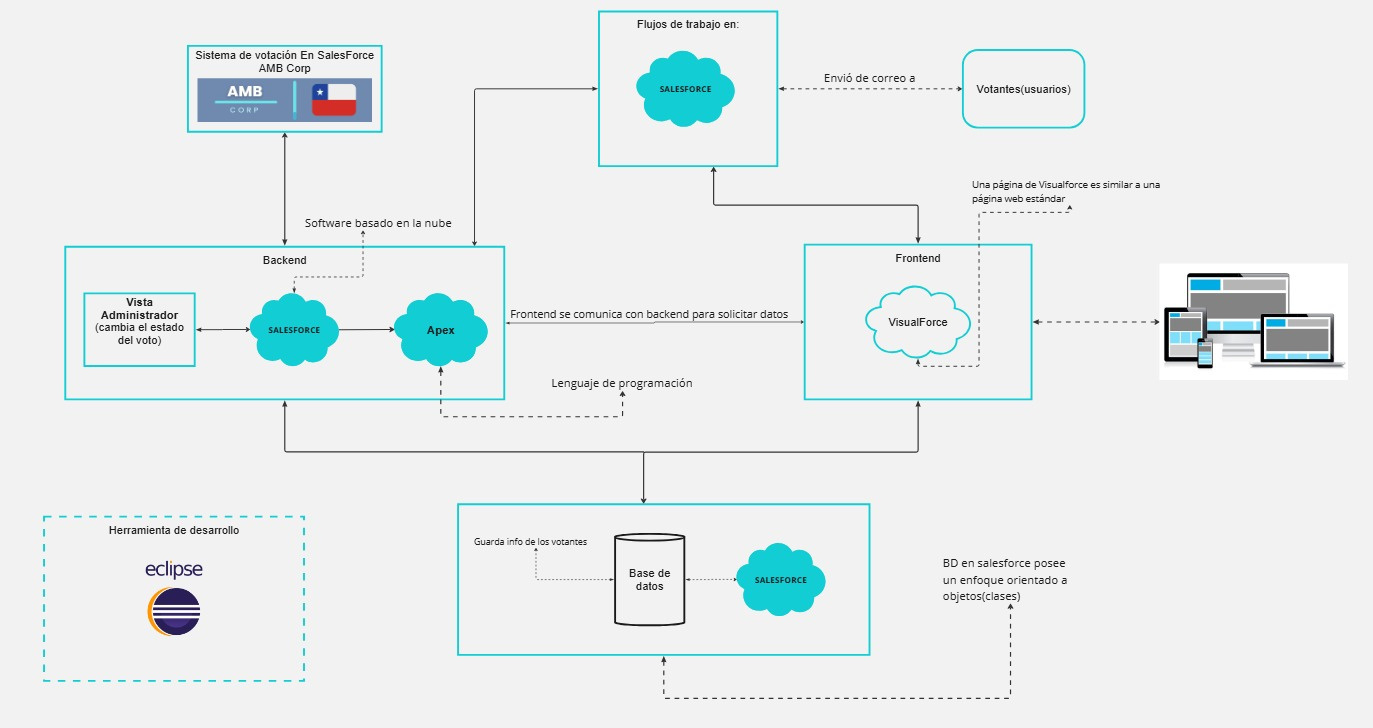 Flujos de trabajo en:
SALESFORCE
Sistema de votación En SalesForce
AMB Corp
AMB
CORP
Envió de correo a
Votantes(usuarios)
Una página de Visualforce es similar a una
página web estándar
Software basado en la nube
Backend
Vista
Administrador
(cambia el estado
del voto)
SALESFORCE
Apex
Frontend se comunica con backend para solicitar datos
Frontend
VisualForce
Lenguaje de programación
Herramienta de desarrollo
eclipse
Guarda info de los votantes
Base de
datos
SALESFORCE
BD en salesforce posee
un enfoque orientado a
objetos(clases)